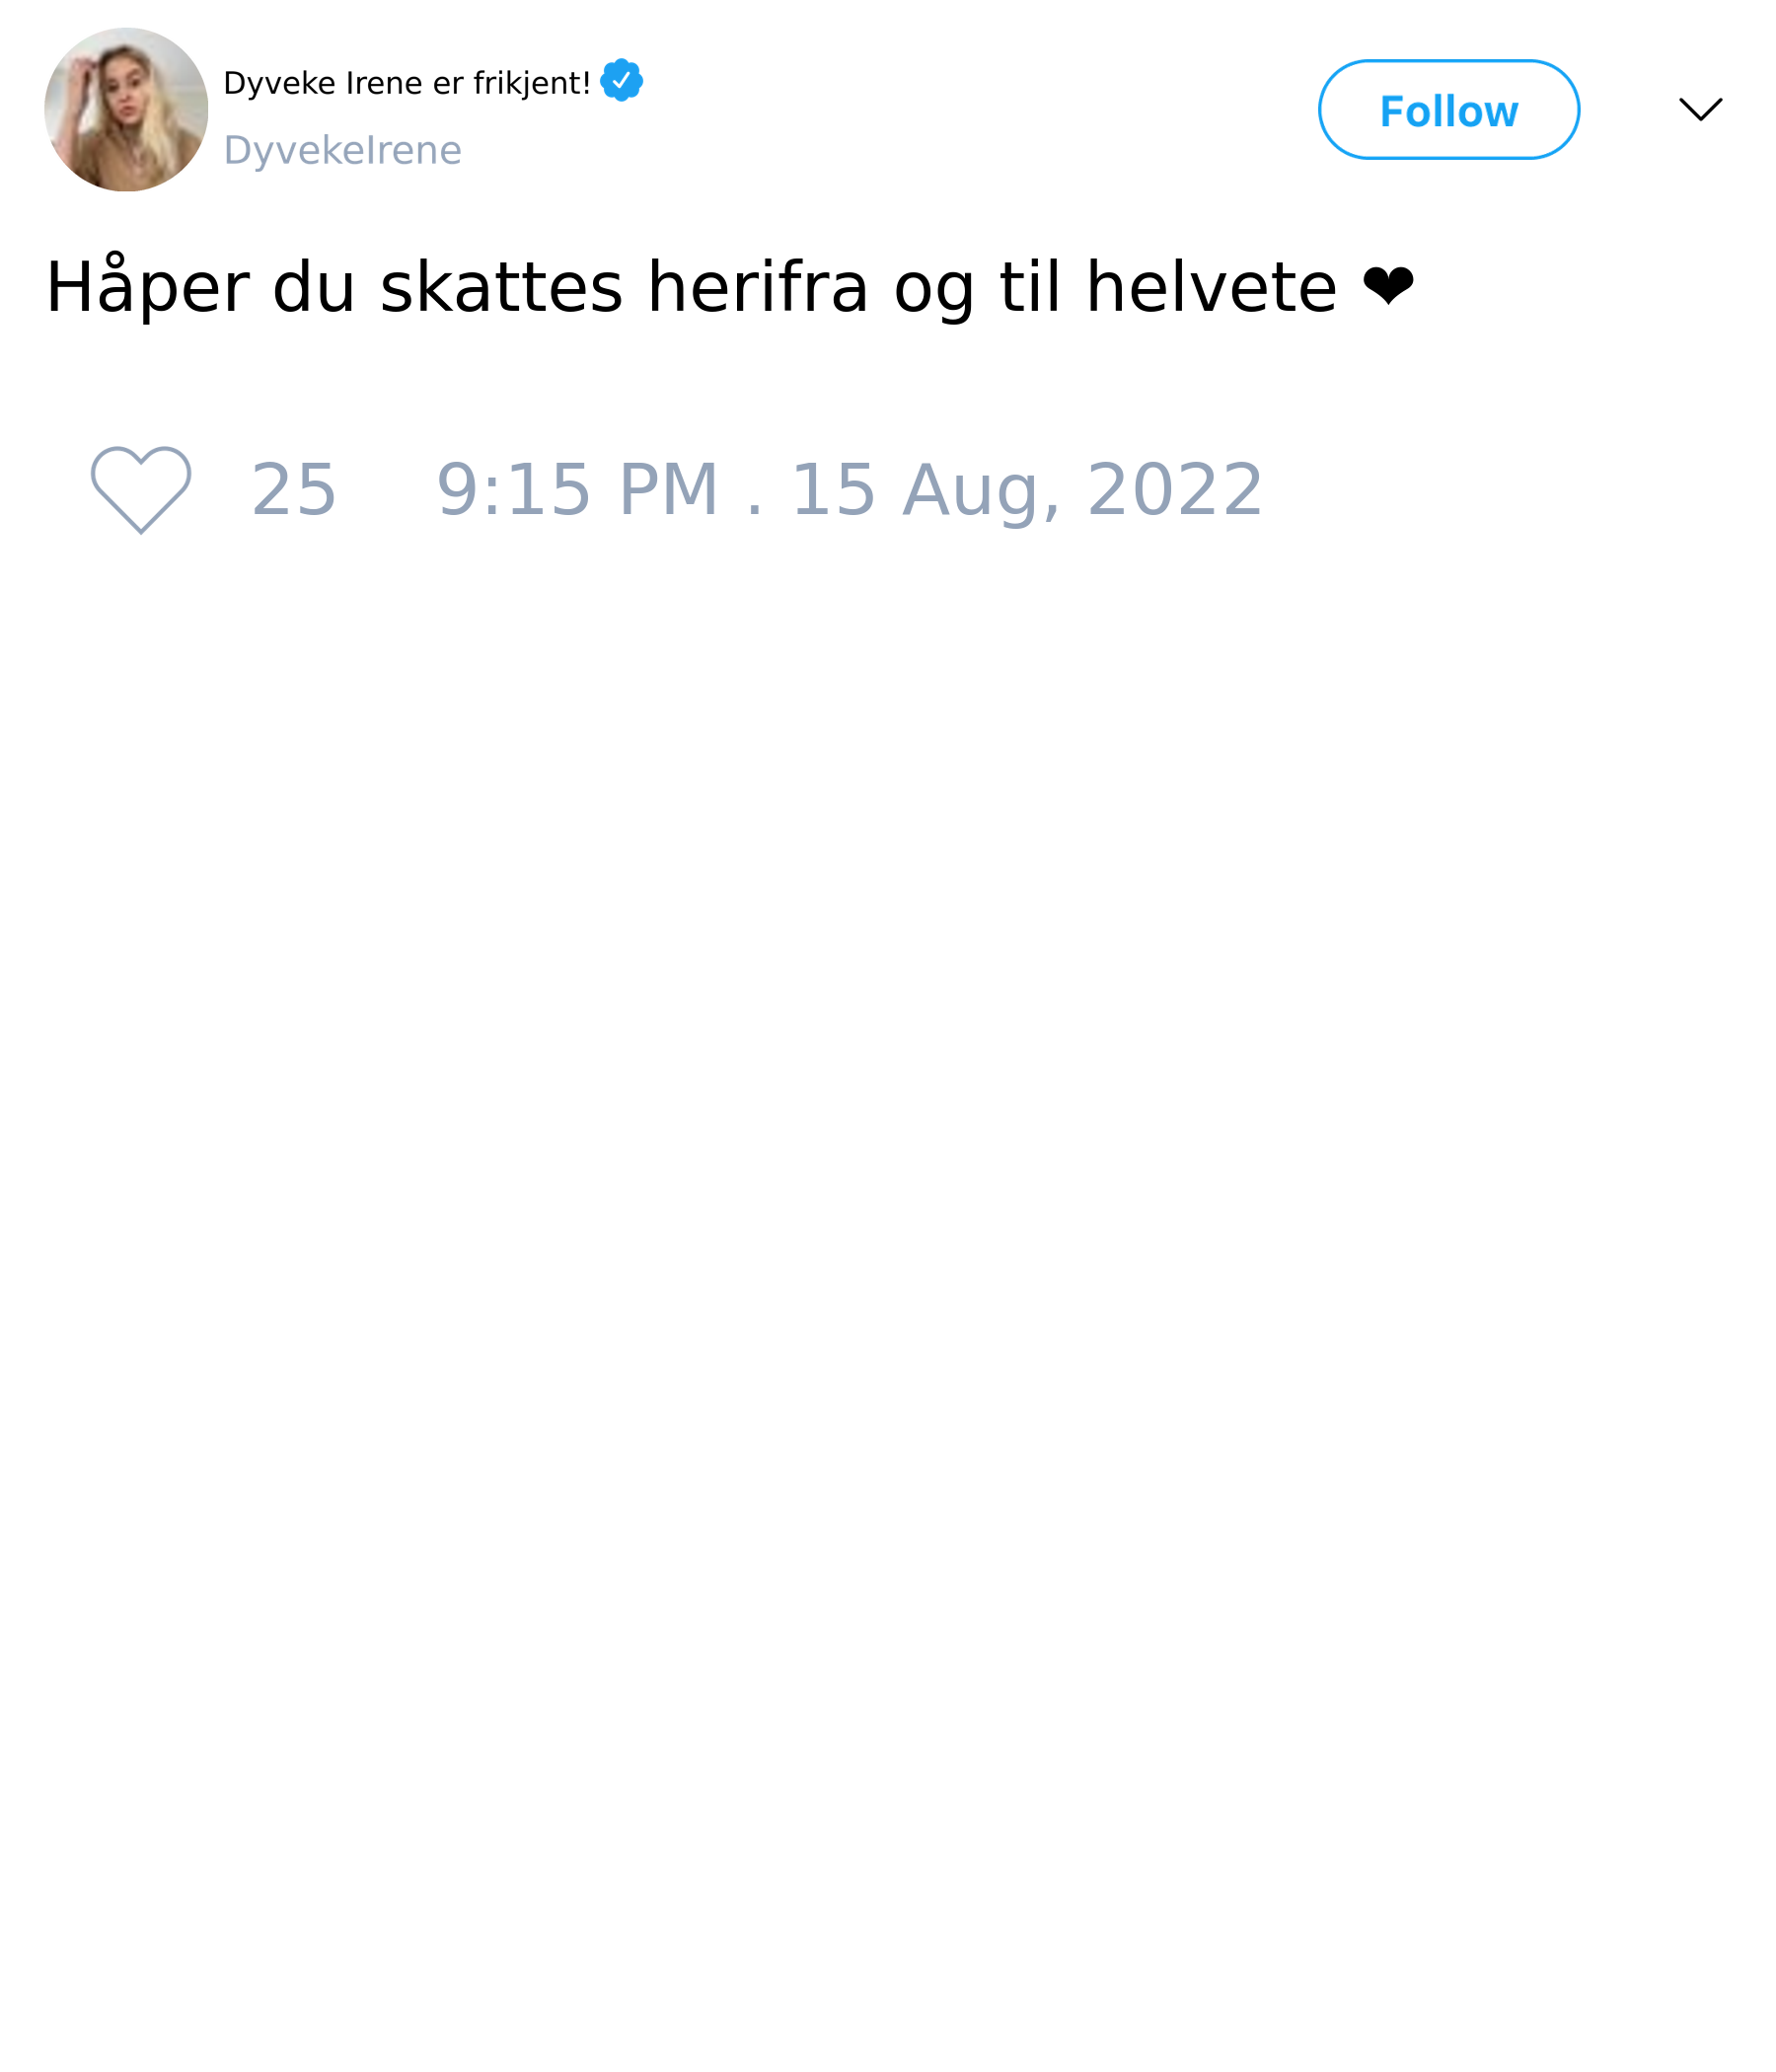 Dyveke Irene er frikjent!
DyvekeIrene
Follow
Håper du skattes herifra og til helvete ❤
25 9:15 PM . 15 Aug, 2022